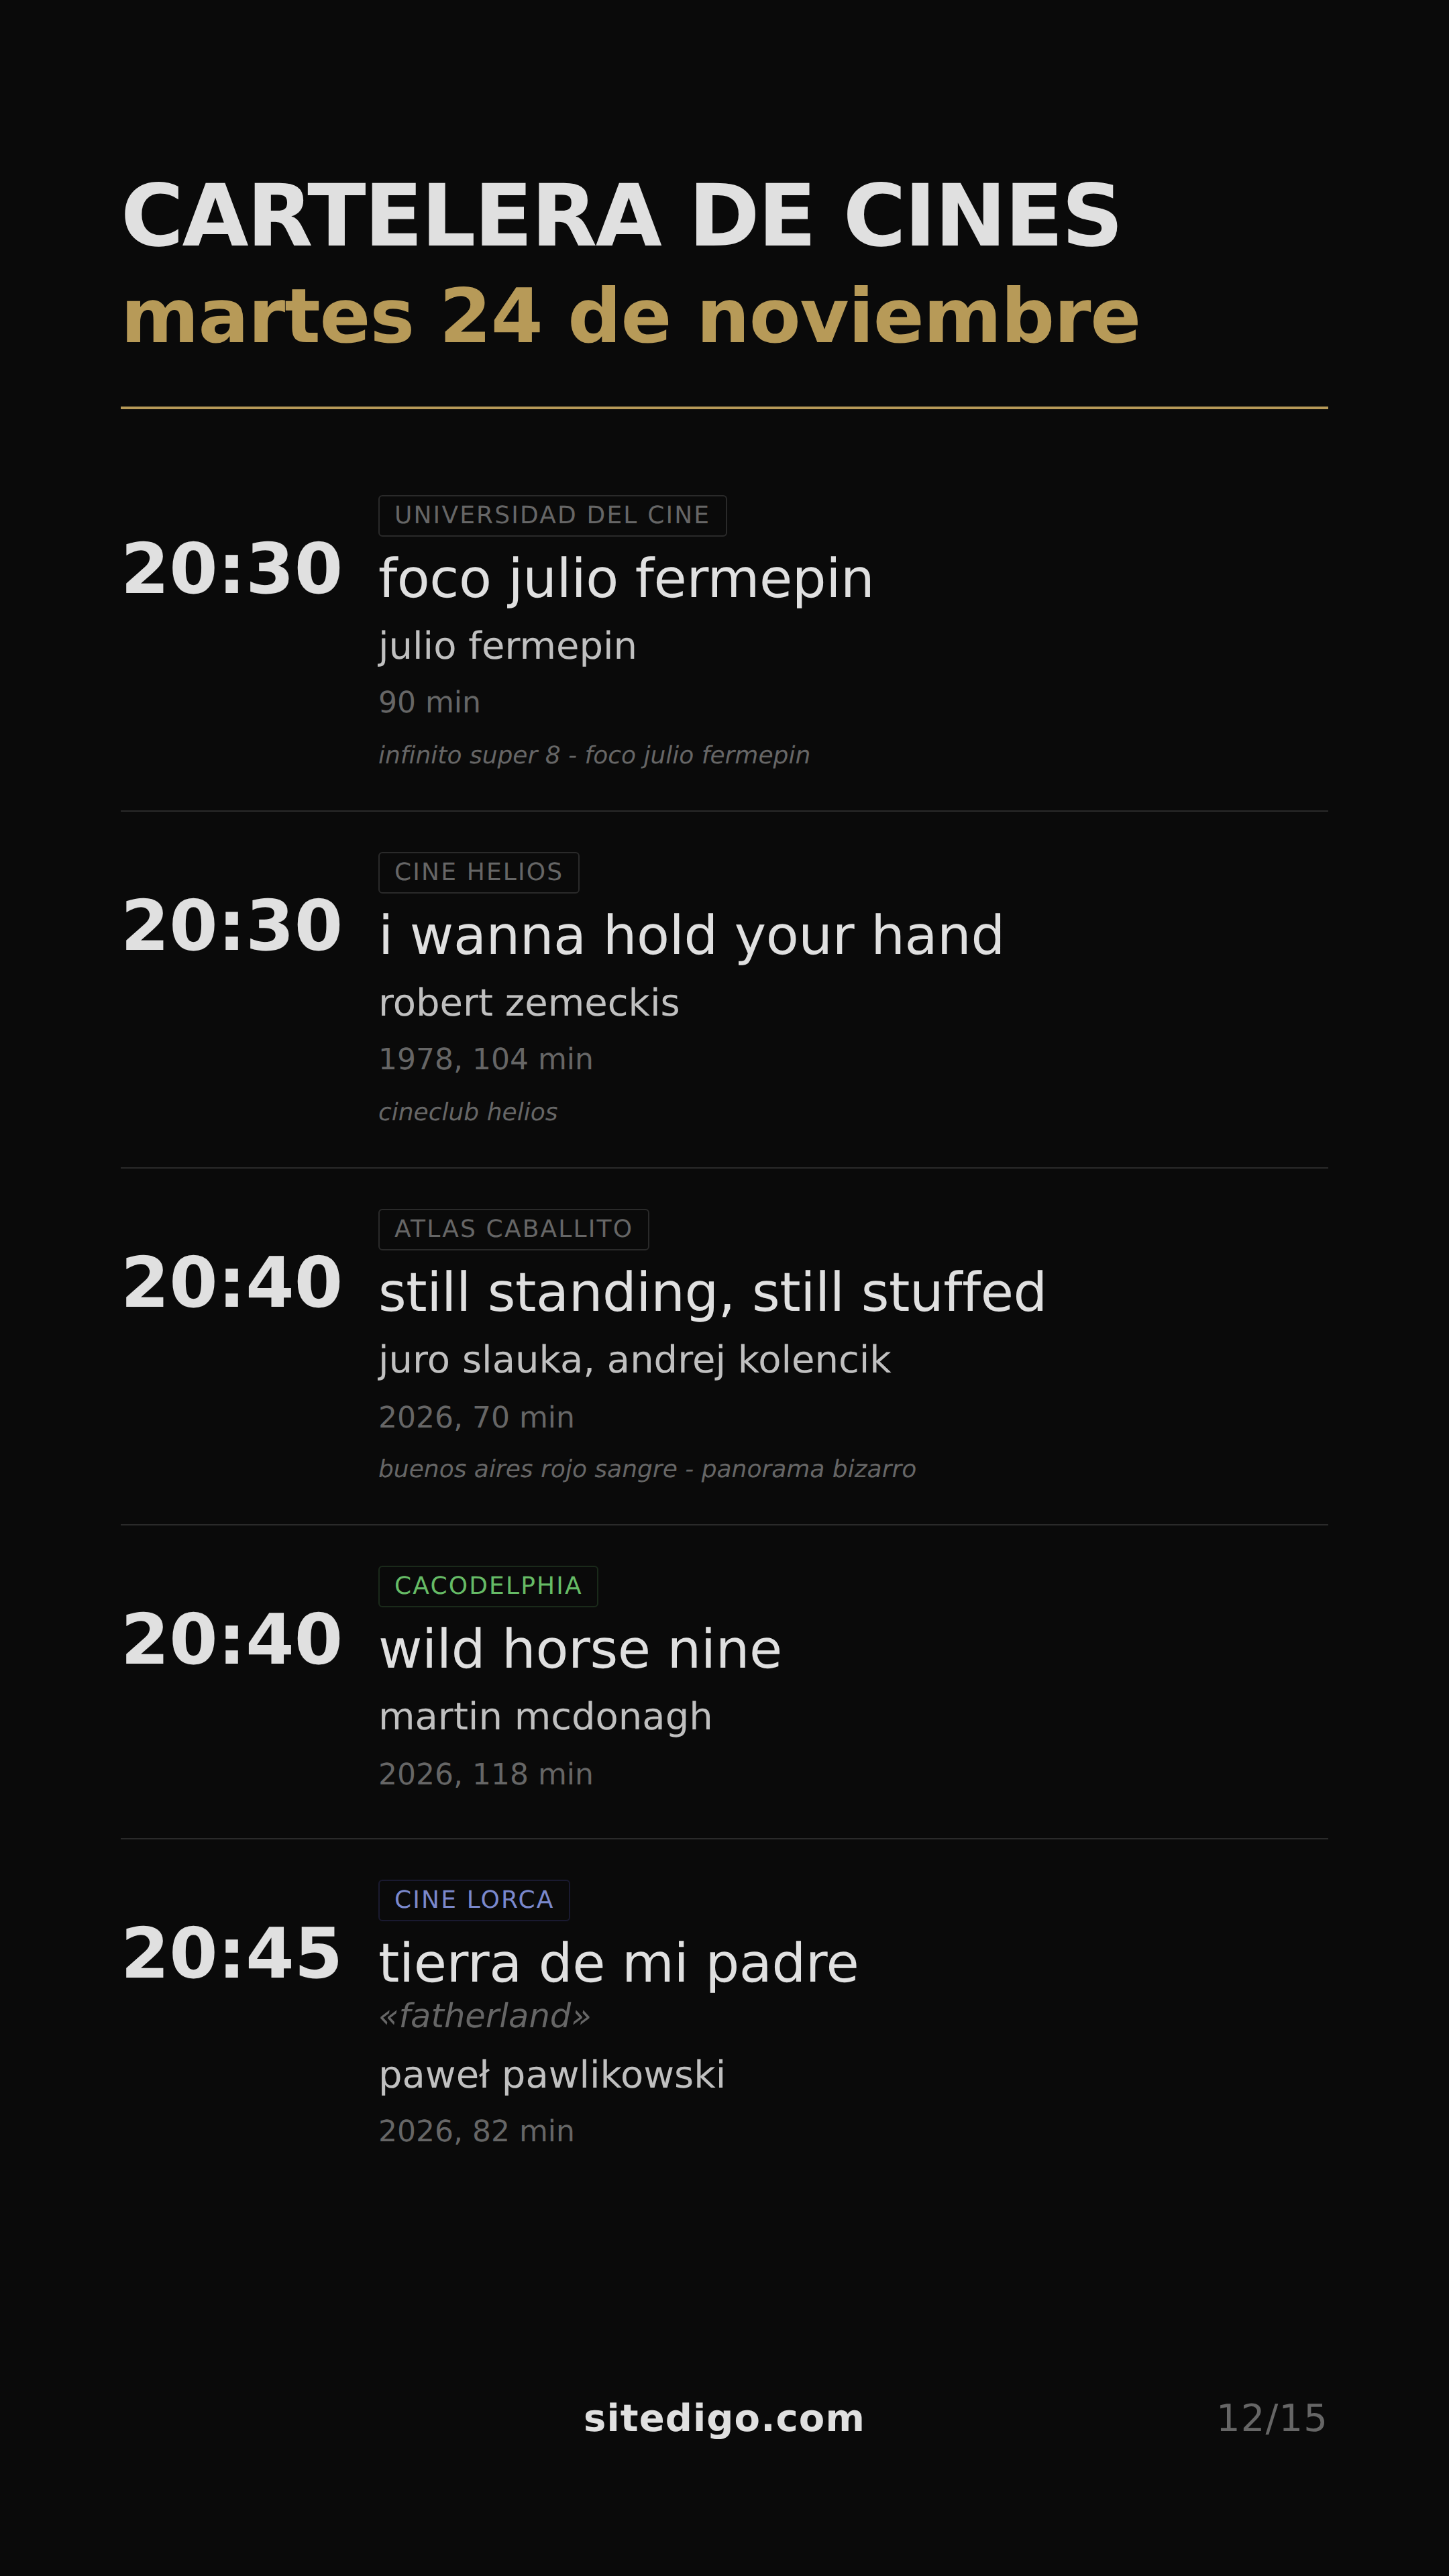 CARTELERA DE CINES
martes 24 de noviembre
UNIVERSIDAD DEL CINE
20:30
foco julio fermepin
julio fermepin
90 min
infinito super 8 - foco julio fermepin
CINE HELIOS
20:30
i wanna hold your hand
robert zemeckis
1978, 104 min
cineclub helios
ATLAS CABALLITO
20:40
still standing, still stuffed
juro slauka, andrej kolencik
2026, 70 min
buenos aires rojo sangre - panorama bizarro
CACODELPHIA
20:40
wild horse nine
martin mcdonagh
2026, 118 min
CINE LORCA
20:45
tierra de mi padre
«fatherland»
paweł pawlikowski
2026, 82 min
sitedigo.com
12/15